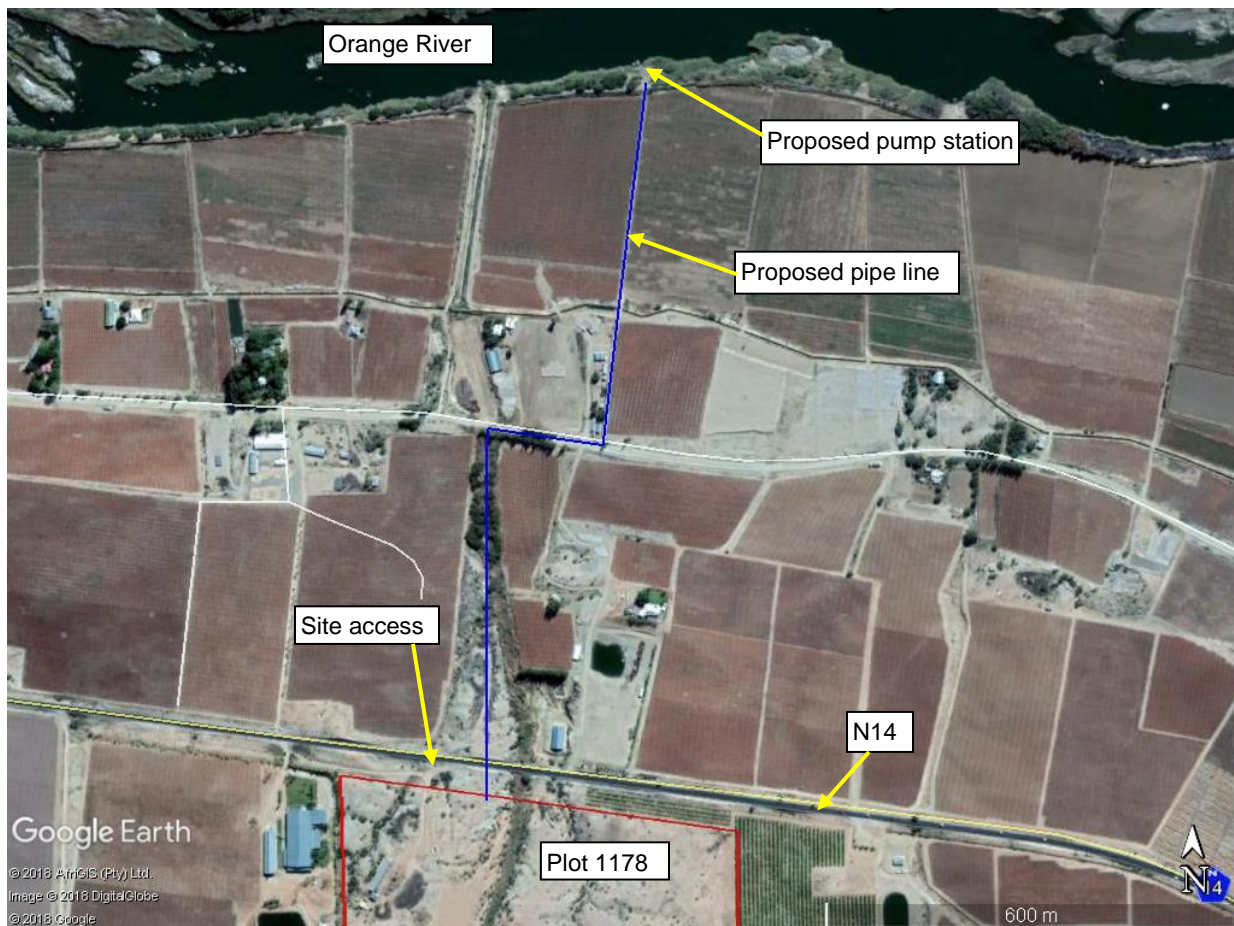 Orange River
Proposed pump station
Proposed pipe line
Site access
N14
Plot 1178
Google Earth
© 2018 AfriGIS (Pty) Ltd.
Image © 2018 DigitalGlobe
© 2018 Google
N
N14
600 m